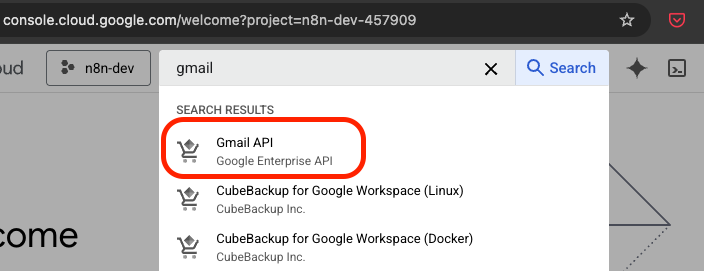 console.cloud.google.com/welcome?project=n8n-dev-457909
oud n8n-dev gmail Search
SEARCH RESULTS
Gmail API
Google Enterprise API
CubeBackup for Google Workspace (Linux)
CubeBackup Inc.
come
CubeBackup for Google Workspace (Docker)
CubeBackup Inc.